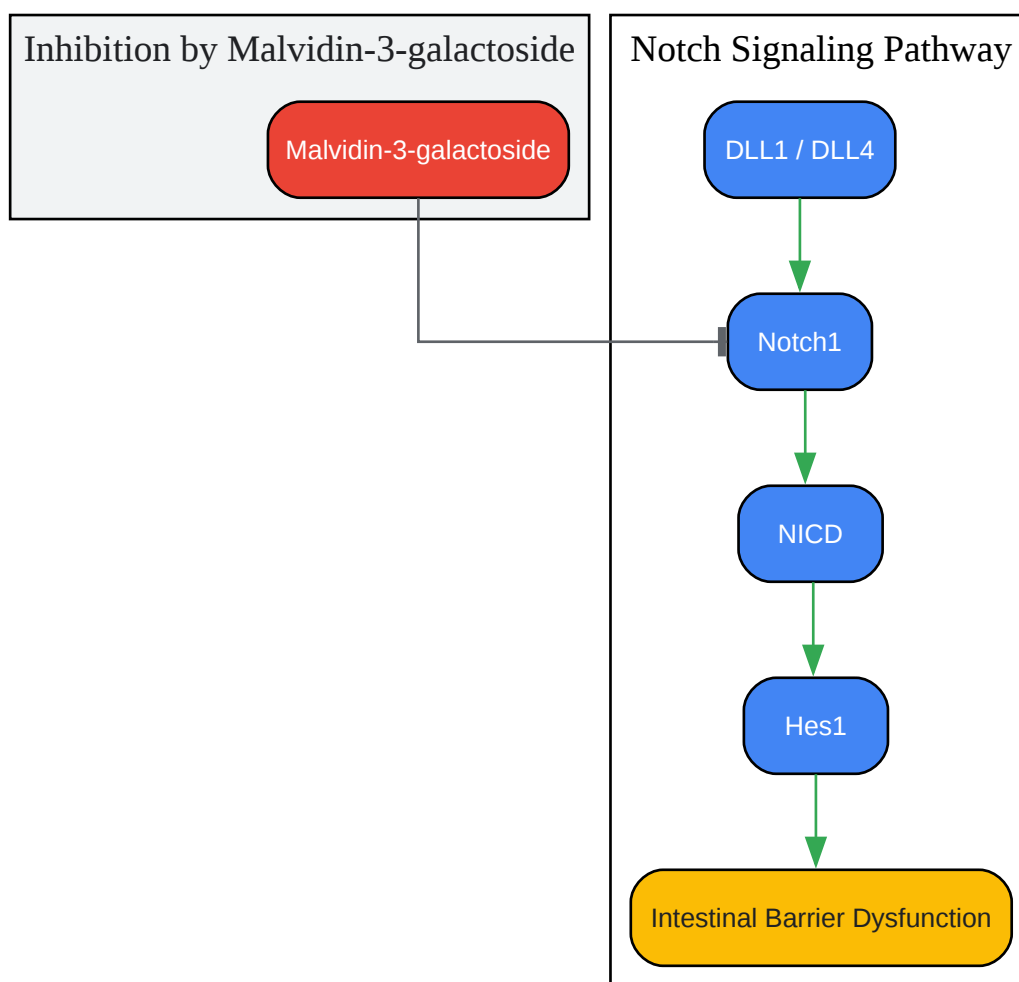 Inhibition by Malvidin-3-galactoside
Malvidin-3-galactoside
Notch Signaling Pathway
DLL1 / DLL4
Notch1
NICD
Hes1
Intestinal Barrier Dysfunction